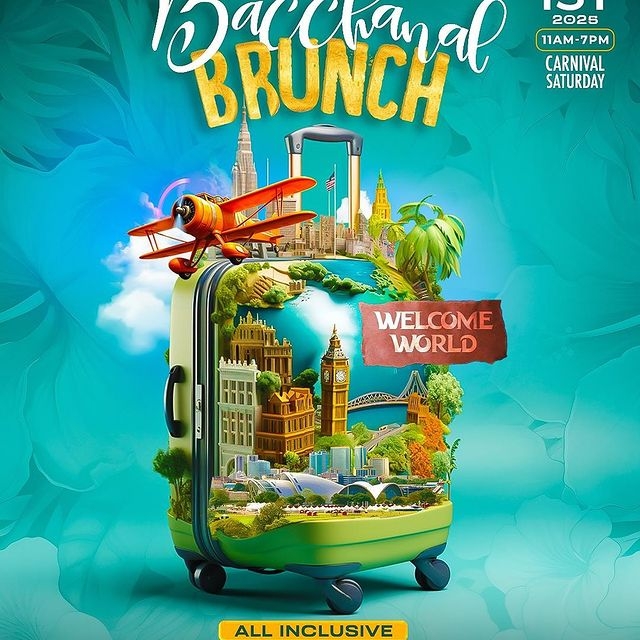 Bacchanal
BRUNCH
1ST
2025
11AM-7PM
CARNIVAL
SATURDAY
WELCOME
WORLD
ALL INCLUSIVE